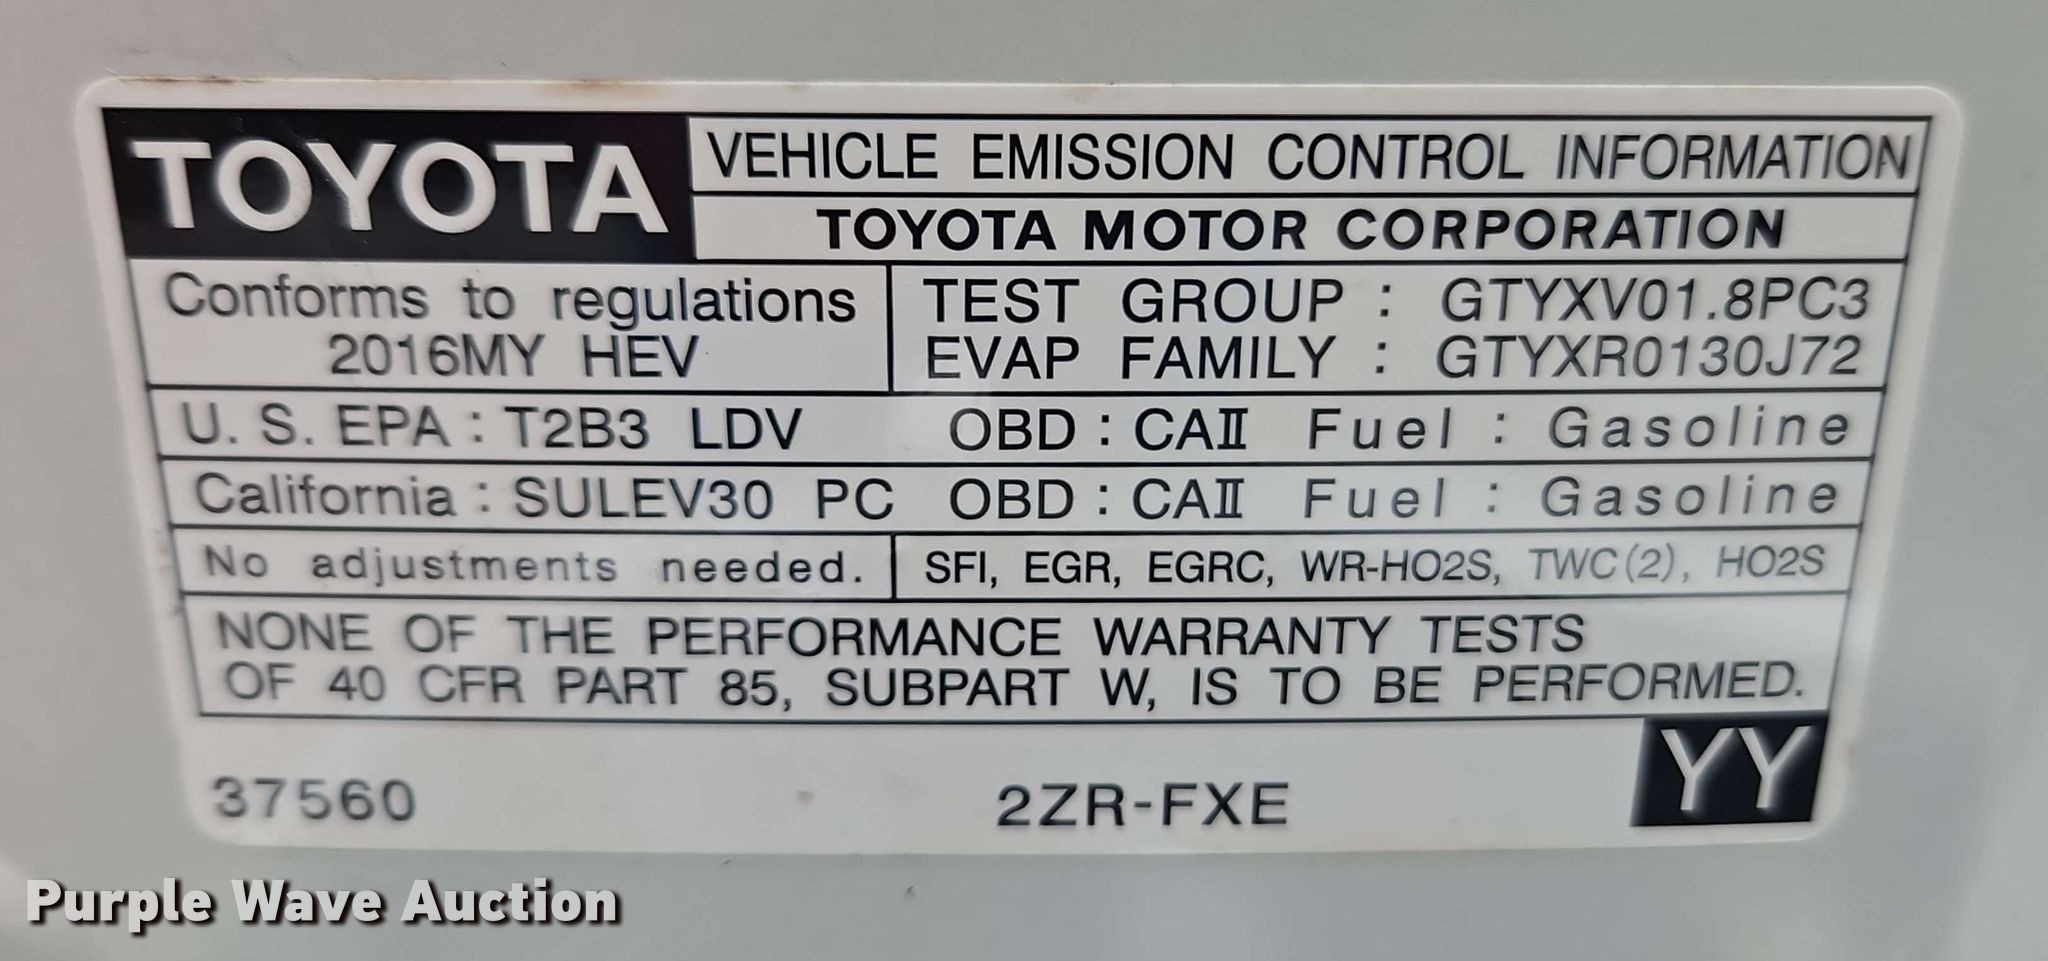 TOYOTA
VEHICLE EMISSION CONTROL INFORMATION
TOYOTA MOTOR CORPORATION
Conforms to regulations
2016MY HEV
TEST GROUP : GTYXV01.8PC3
EVAP FAMILY : GTYXR0130J72
U. S. EPA : T2B3 LDV OBD : CAⅡ Fuel : Gasoline
California : SULEV30 PC OBD : CAⅡ Fuel : Gasoline
No adjustments needed.
SFI, EGR, EGRC, WR-HO2S, TWC(2), HO2S
NONE OF THE PERFORMANCE WARRANTY TESTS
OF 40 CFR PART 85, SUBPART W, IS TO BE PERFORMED.
YY
37560
2ZR-FXE
Purple Wave Auction